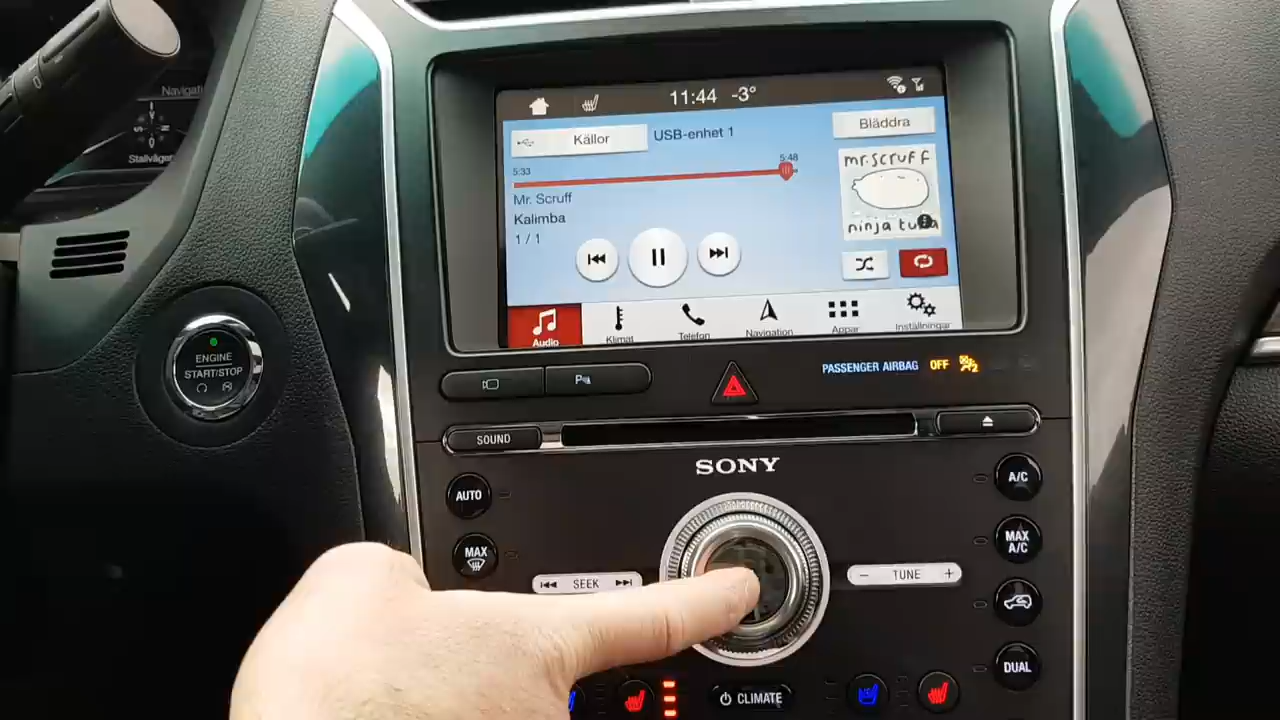 Navigati
Stallväger
11:44 -3°
Källor
USB-enhet 1
Bläddra
5:33
5:48
Mr. Scruff
Kalimba
1 / 1
mr.scruff
ninja tuna
Audio
Klimat
Telefon
Navigation
Appar
Inställningar
ENGINE
START/STOP
PASSENGER AIRBAG OFF
2
SOUND
SONY
AUTO
MAX
SEEK
− TUNE +
A/C
MAX
A/C
DUAL
CLIMATE